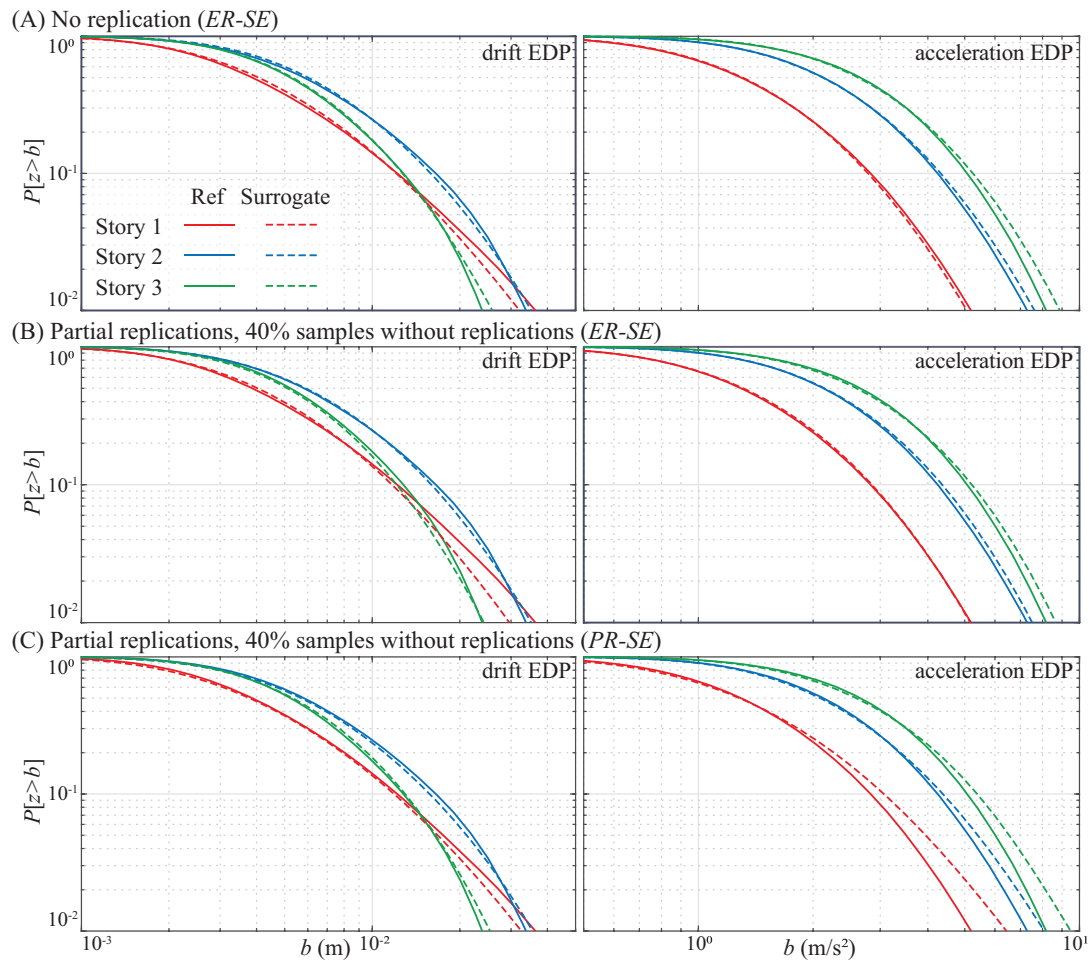 (A) No replication (ER-SE)
drift EDP
acceleration EDP
10⁰
10⁻¹
10⁻²
P[z>b]
Ref Surrogate
Story 1
Story 2
Story 3
(B) Partial replications, 40% samples without replications (ER-SE)
drift EDP
acceleration EDP
10⁰
10⁻¹
10⁻²
P[z>b]
(C) Partial replications, 40% samples without replications (PR-SE)
drift EDP
acceleration EDP
10⁰
10⁻¹
10⁻²
P[z>b]
10⁻³ b (m) 10⁻²
10⁰ b (m/s²) 10¹